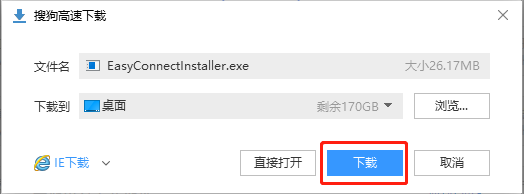 搜狗高速下载
文件名 EasyConnectInstaller.exe 大小26.17MB
下载到 桌面 剩余170GB 浏览...
IE下载 直接打开 下载 取消